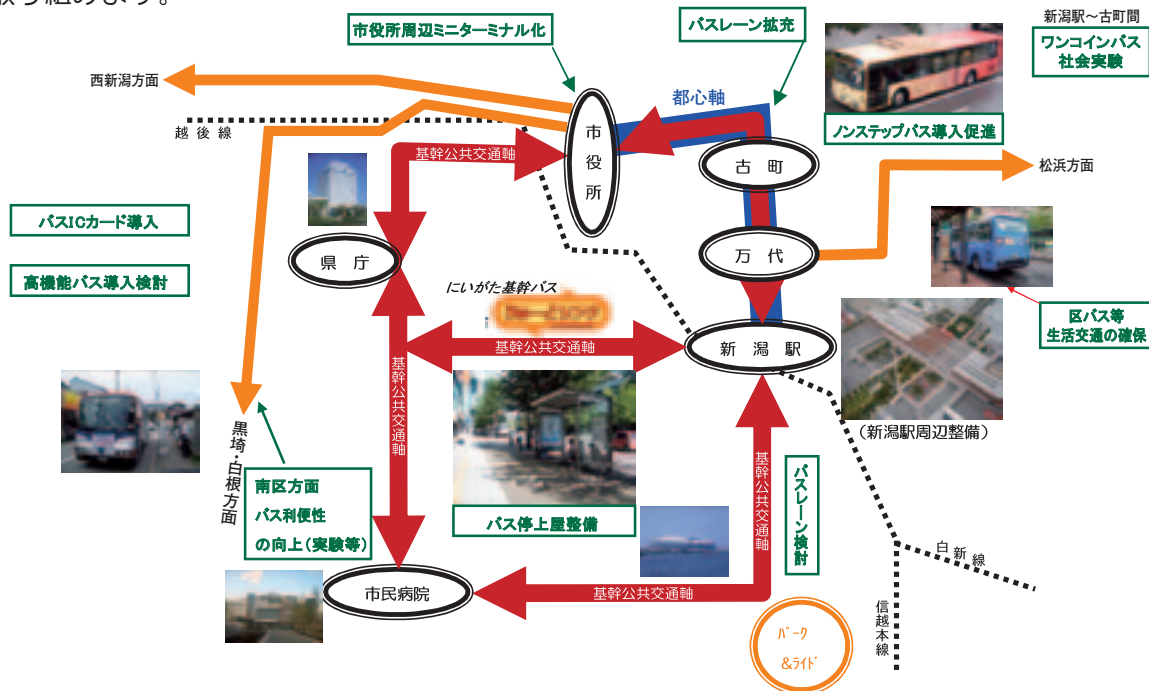 取り組みます。
新潟駅～古町間
ワンコインバス
社会実験
市役所周辺ミニターミナル化
バスレーン拡充
西新潟方面
越後線
都心軸
ノンステップバス導入促進
市役所
基幹公共交通軸
古町
松浜方面
バスICカード導入
県庁
万代
高機能バス導入検討
にいがた基幹バス
区バス等
生活交通の確保
基幹公共交通軸
新潟駅
基幹公共交通軸
(新潟駅周辺整備)
黒埼・白根方面
南区方面
バス利便性
の向上(実験等)
バス停上屋整備
基幹公共交通軸
バスレーン検討
白新線
市民病院
基幹公共交通軸
信越本線
パーク
&ライド